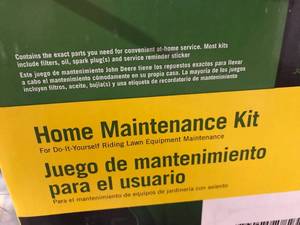 Contains the exact parts you need for convenient at-home service. Most kits
include filters, oil, spark plug(s) and service reminder sticker
Este juego de mantenimiento John Deere tiene los repuestos exactos para llevar
a cabo el mantenimiento cómodamente en su propia casa. La mayoría de los juegos
incluyen filtros, aceite, bujía(s) y una etiqueta de recordatorio de mantenimiento
Home Maintenance Kit
For Do-It-Yourself Riding Lawn Equipment Maintenance
Juego de mantenimiento
para el usuario
Para el mantenimiento de equipos de jardinería con asiento